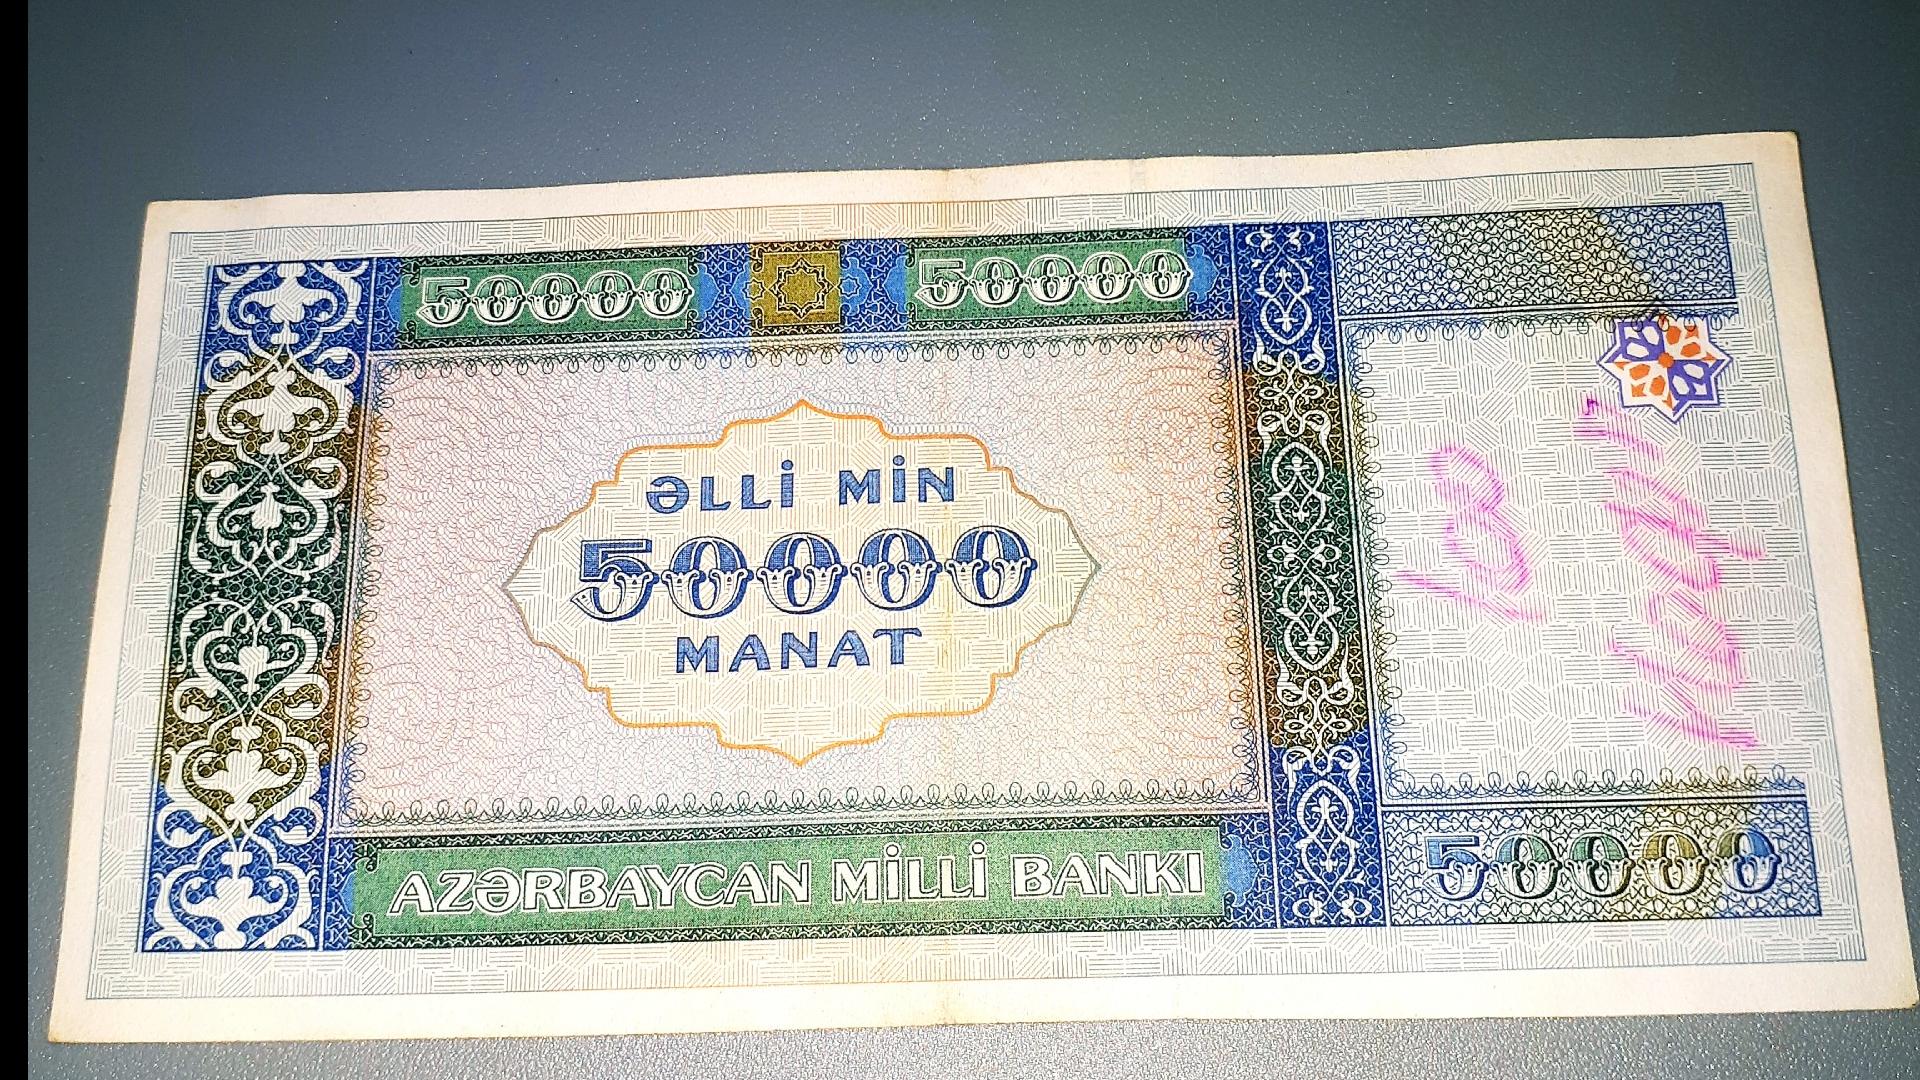 50000 50000
əLLİ MİN
50000
MANAT
AZƏRBAYCAN MİLLİ BANKI
50000